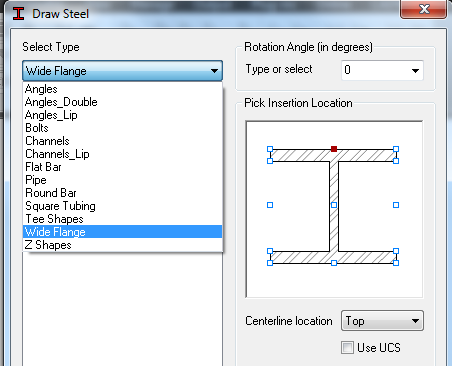 Draw Steel
Select Type
Wide Flange
Angles
Angles_Double
Angles_Lip
Bolts
Channels
Channels_Lip
Flat Bar
Pipe
Round Bar
Square Tubing
Tee Shapes
Wide Flange
Z Shapes
Rotation Angle (in degrees)
Type or select 0
Pick Insertion Location
Centerline location Top
Use UCS